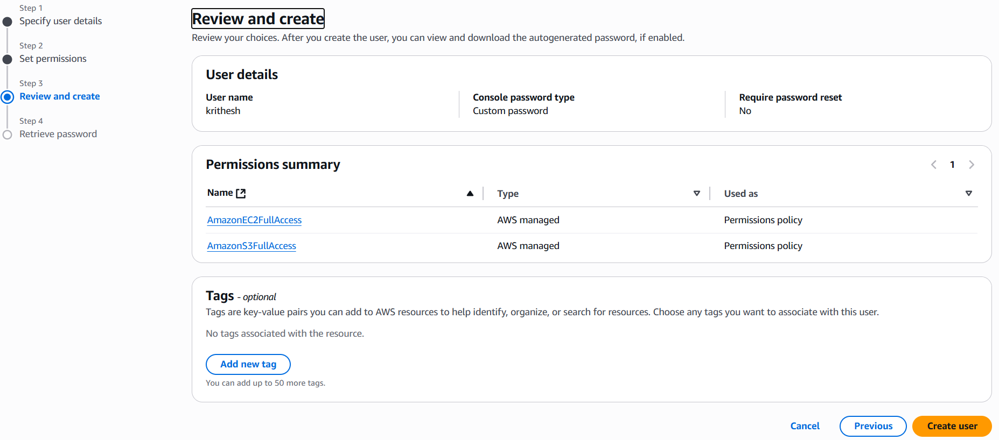 Step 1
Specify user details
Step 2
Set permissions
Step 3
Review and create
Step 4
Retrieve password
Review and create
Review your choices. After you create the user, you can view and download the autogenerated password, if enabled.
User details
User name
krithesh
Console password type
Custom password
Require password reset
No
Permissions summary
1
Name Type Used as
AmazonEC2FullAccess AWS managed Permissions policy
AmazonS3FullAccess AWS managed Permissions policy
Tags - optional
Tags are key-value pairs you can add to AWS resources to help identify, organize, or search for resources. Choose any tags you want to associate with this user.
No tags associated with the resource.
Add new tag
You can add up to 50 more tags.
Cancel Previous Create user